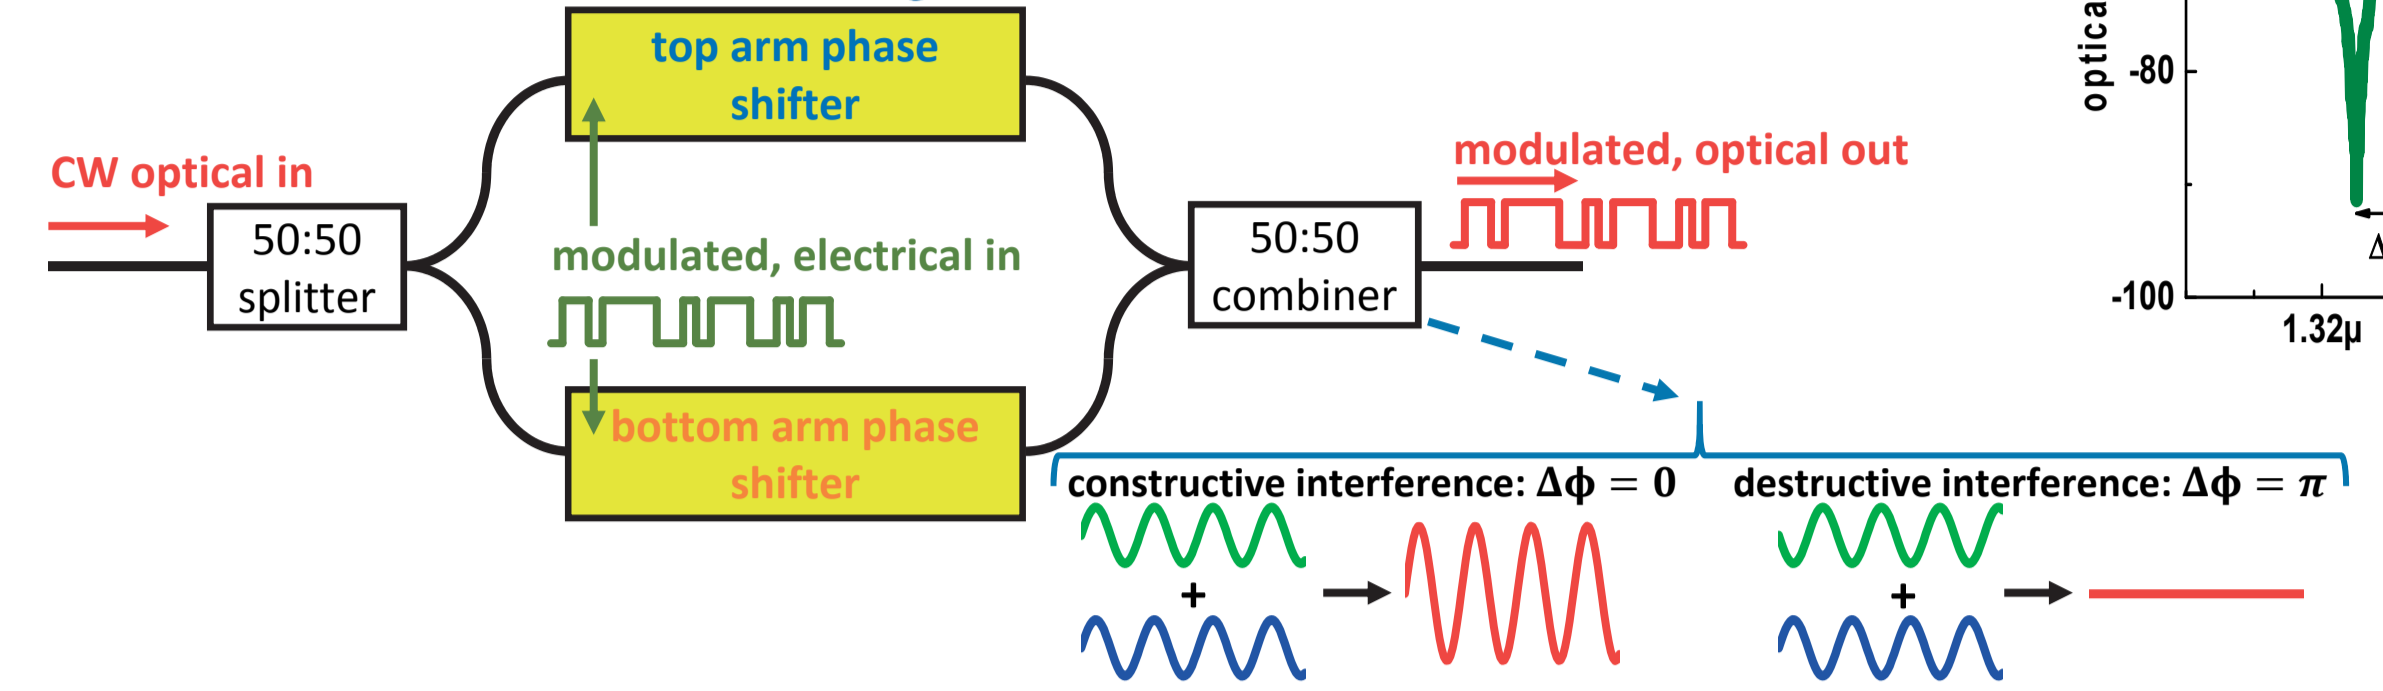 top arm phase
shifter
CW optical in
50:50
splitter
modulated, electrical in
bottom arm phase
shifter
50:50
combiner
modulated, optical out
constructive interference: Δϕ = 0
+
destructive interference: Δϕ = π
+
-80
-100
1.32µ
Δ